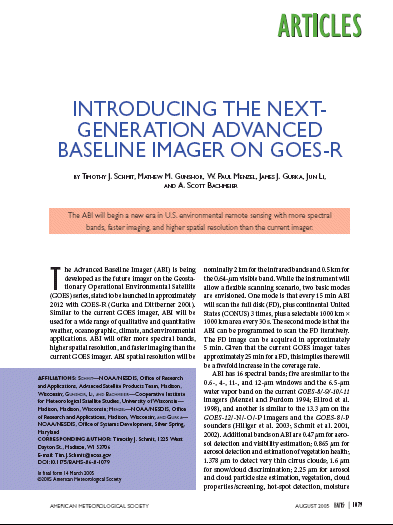 ARTICLES
INTRODUCING THE NEXT-
GENERATION ADVANCED
BASELINE IMAGER ON GOES-R
BY TIMOTHY J. SCHMIT, MATHEW M. GUNSHOR, W. PAUL MENZEL, JAMES J. GURKA, JUN LI,
AND A. SCOTT BACHMEIER
The ABI will begin a new era in U.S. environmental remote sensing with more spectral
bands, faster imaging, and higher spatial resolution than the current imager.
The Advanced Baseline Imager (ABI) is being
developed as the future imager on the Geosta-
tionary Operational Environmental Satellite
(GOES) series, slated to be launched in approximately
2012 with GOES-R (Gurka and Dittberner 2001).
Similar to the current GOES imager, ABI will be
used for a wide range of qualitative and quantitative
weather, oceanographic, climate, and environmental
applications. ABI will offer more spectral bands,
higher spatial resolution, and faster imaging than the
current GOES imager. ABI spatial resolution will be
AFFILIATIONS: SCHMIT—NOAA/NESDIS, Office of Research
and Applications, Advanced Satellite Products Team, Madison,
Wisconsin; GUNSHOR, LI, AND BACHMEIER—Cooperative Institute
for Meteorological Satellite Studies, University of Wisconsin—
Madison, Madison, Wisconsin; MENZEL—NOAA/NESDIS, Office
of Research and Applications, Madison, Wisconsin, AND GURKA—
NOAA/NESDIS, Office of Systems Development, Silver Spring,
Maryland
CORRESPONDING AUTHOR: Timothy J. Schmit, 1225 West
Dayton St., Madison, WI 53706
E-mail: Tim.J.Schmit@noaa.gov
DOI:10.1175/BAMS-86-8-1079
In final form 14 March 2005
©2005 American Meteorological Society
nominally 2 km for the infrared bands and 0.5 km for
the 0.64-µm visible band. While the instrument will
allow a flexible scanning scenario, two basic modes
are envisioned. One mode is that every 15 min ABI
will scan the full disk (FD), plus continental United
States (CONUS) 3 times, plus a selectable 1000 km ×
1000 km area every 30 s. The second mode is that the
ABI can be programmed to scan the FD iteratively.
The FD image can be acquired in approximately
5 min. Given that the current GOES imager takes
approximately 25 min for a FD, this implies there will
be a fivefold increase in the coverage rate.
ABI has 16 spectral bands; five are similar to the
0.6-, 4-, 11-, and 12-µm windows and the 6.5-µm
water vapor band on the current GOES-8/-9/-10/-11
imagers (Menzel and Purdom 1994; Ellrod et al.
1998), and another is similar to the 13.3 µm on the
GOES-12/-N/-O/-P imagers and the GOES-8/-P
sounders (Hillger et al. 2003; Schmit et al. 2001,
2002). Additional bands on ABI are 0.47 µm for aero-
sol detection and visibility estimation; 0.865 µm for
aerosol detection and estimation of vegetation health;
1.378 µm to detect very thin cirrus clouds; 1.6 µm
for snow/cloud discrimination; 2.25 µm for aerosol
and cloud particle size estimation, vegetation, cloud
properties/screening, hot-spot detection, moisture
AMERICAN METEOROLOGICAL SOCIETY
AUGUST 2005 BAMS | 1079